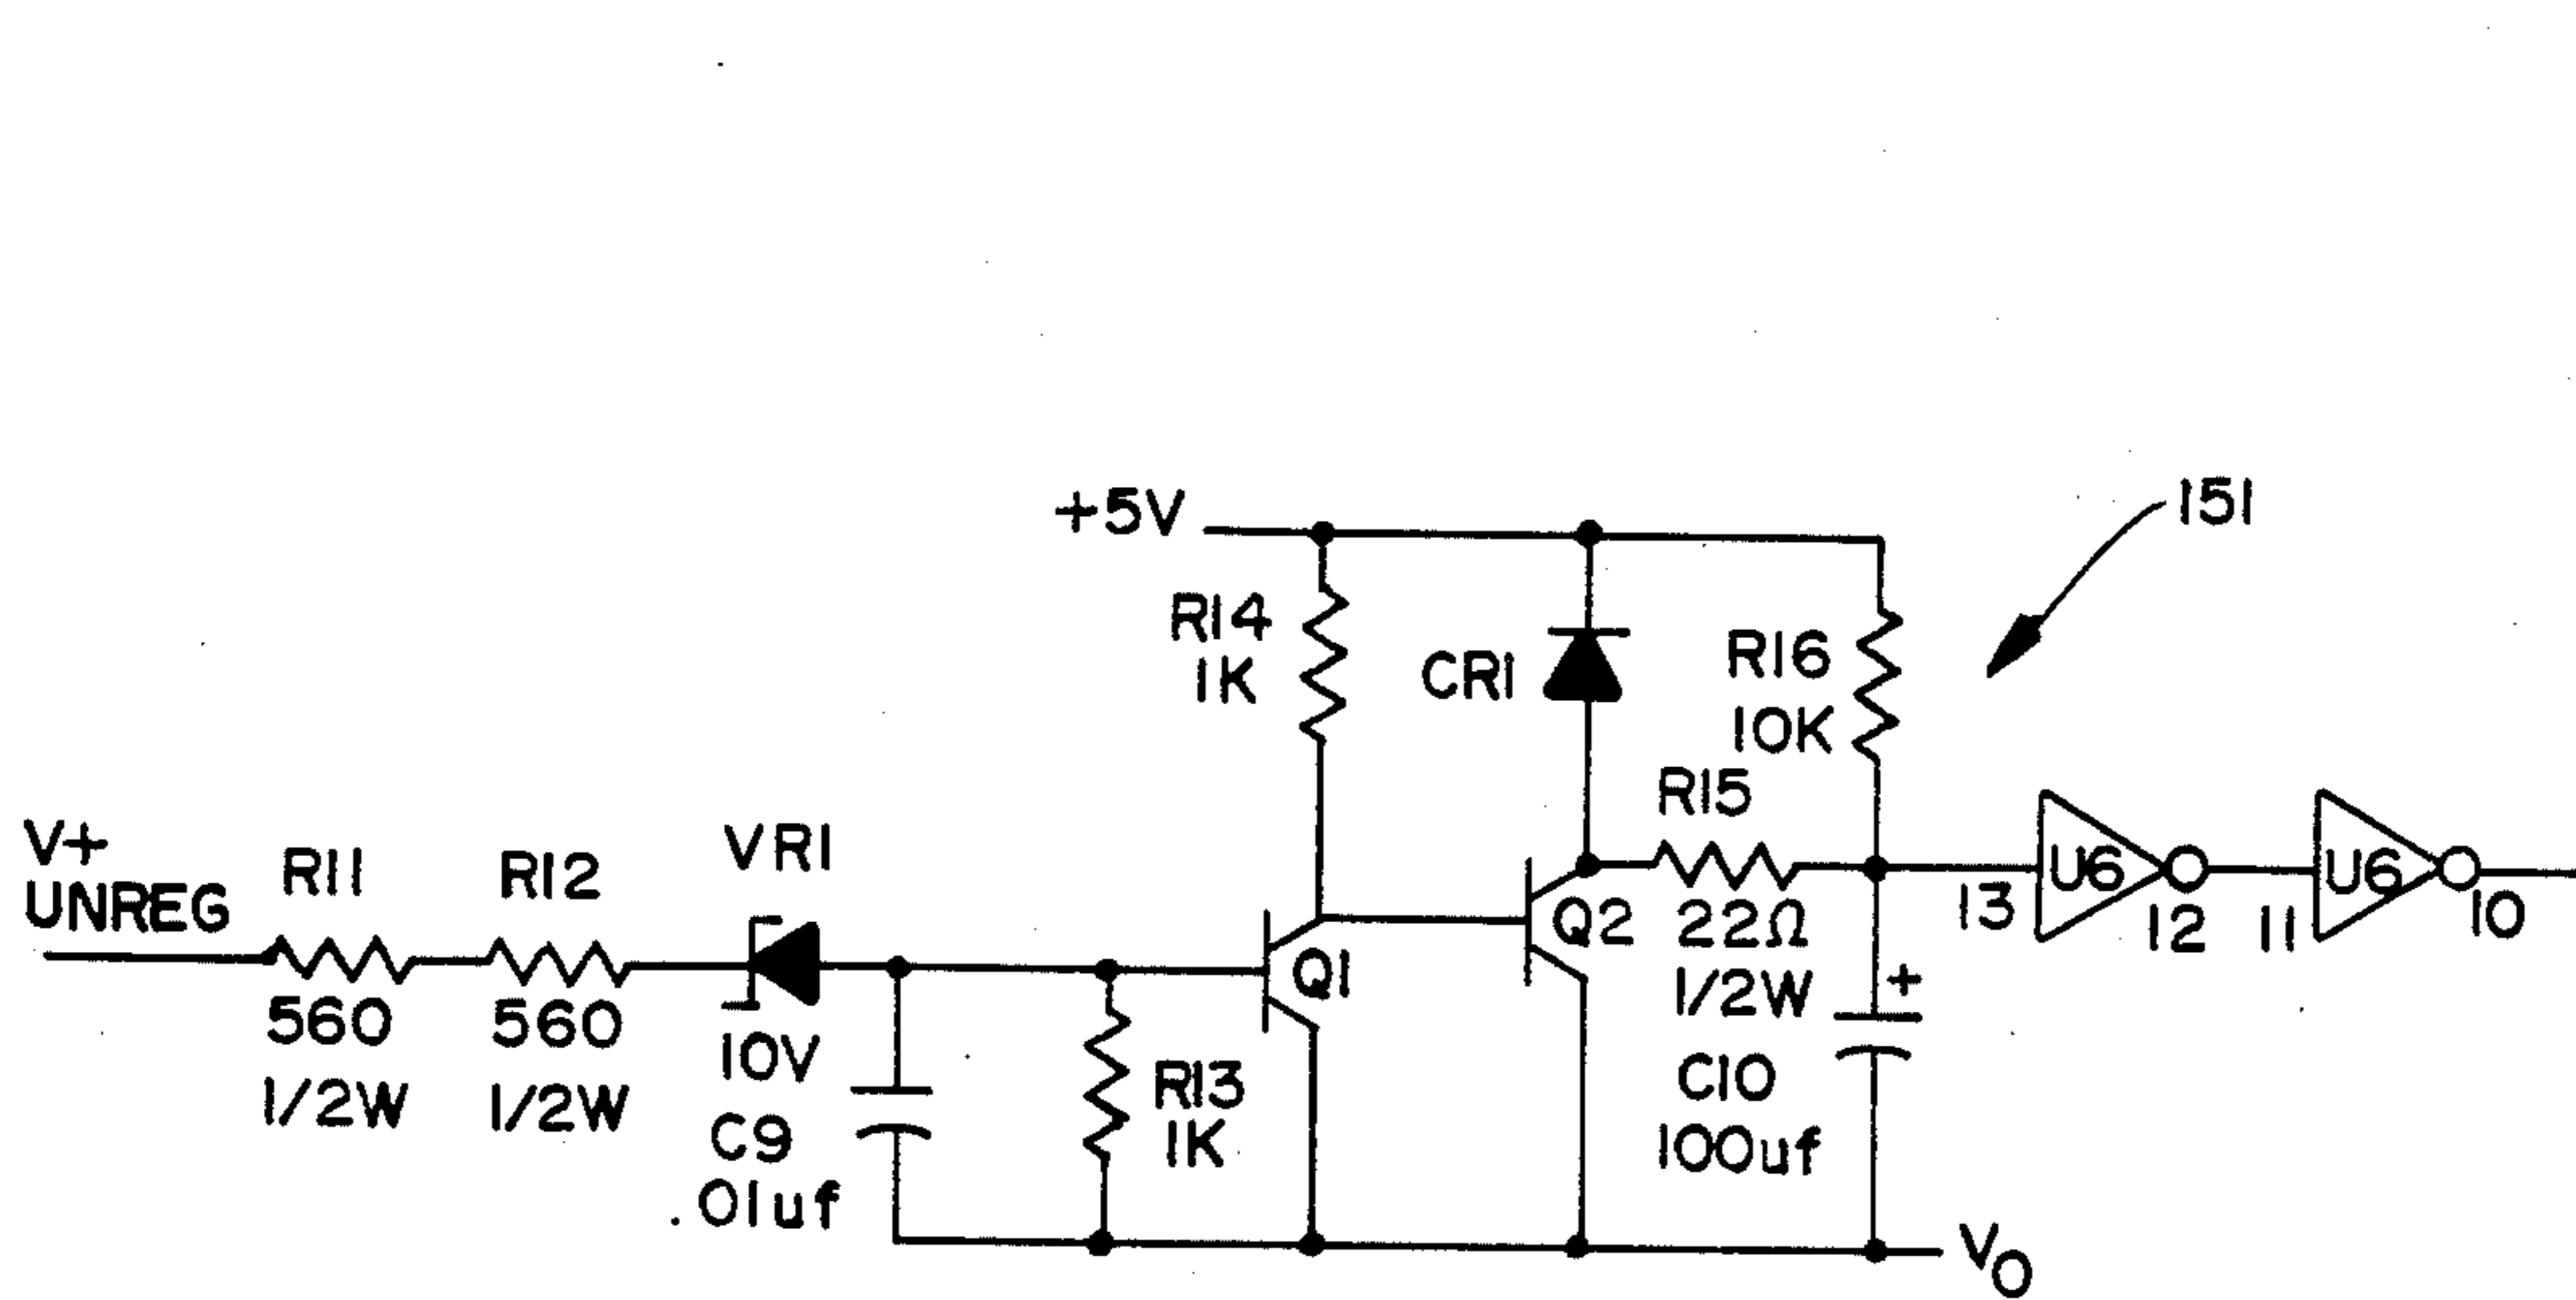 +5V
151
R14
1K
CR1
R16
10K
V+
UNREG
R11
560
1/2W
R12
560
1/2W
VR1
10V
C9
.01uf
R13
1K
Q1
Q2
R15
22Ω
1/2W
C10
100uf
+
13
U6
12
11
U6
10
VO